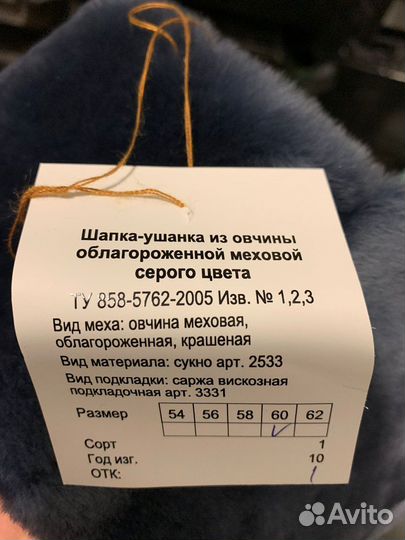 Шапка-ушанка из овчины
облагороженной меховой
серого цвета
ТУ 858-5762-2005 Изв. № 1,2,3
Вид меха: овчина меховая,
облагороженная, крашеная
Вид материала: сукно арт. 2533
Вид подкладки: саржа вискозная
подкладочная арт. 3331
Размер 54 56 58 60 62
Сорт 1
Год изг. 10
ОТК: 1
Avito